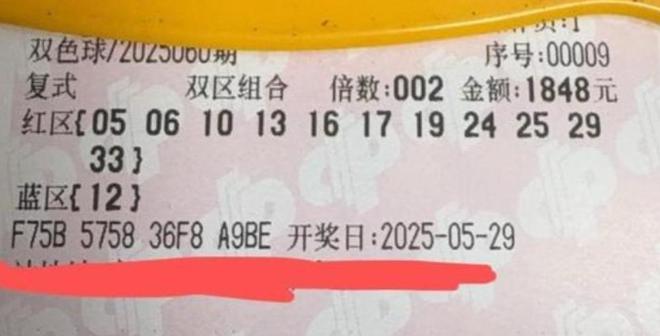 双色球/2025060期 序号:00009
复式 双区组合 倍数:002 金额:1848元
红区{05 06 10 13 16 17 19 24 25 29
33}
蓝区{12}
F75B 5758 36F8 A9BE 开奖日:2025-05-29